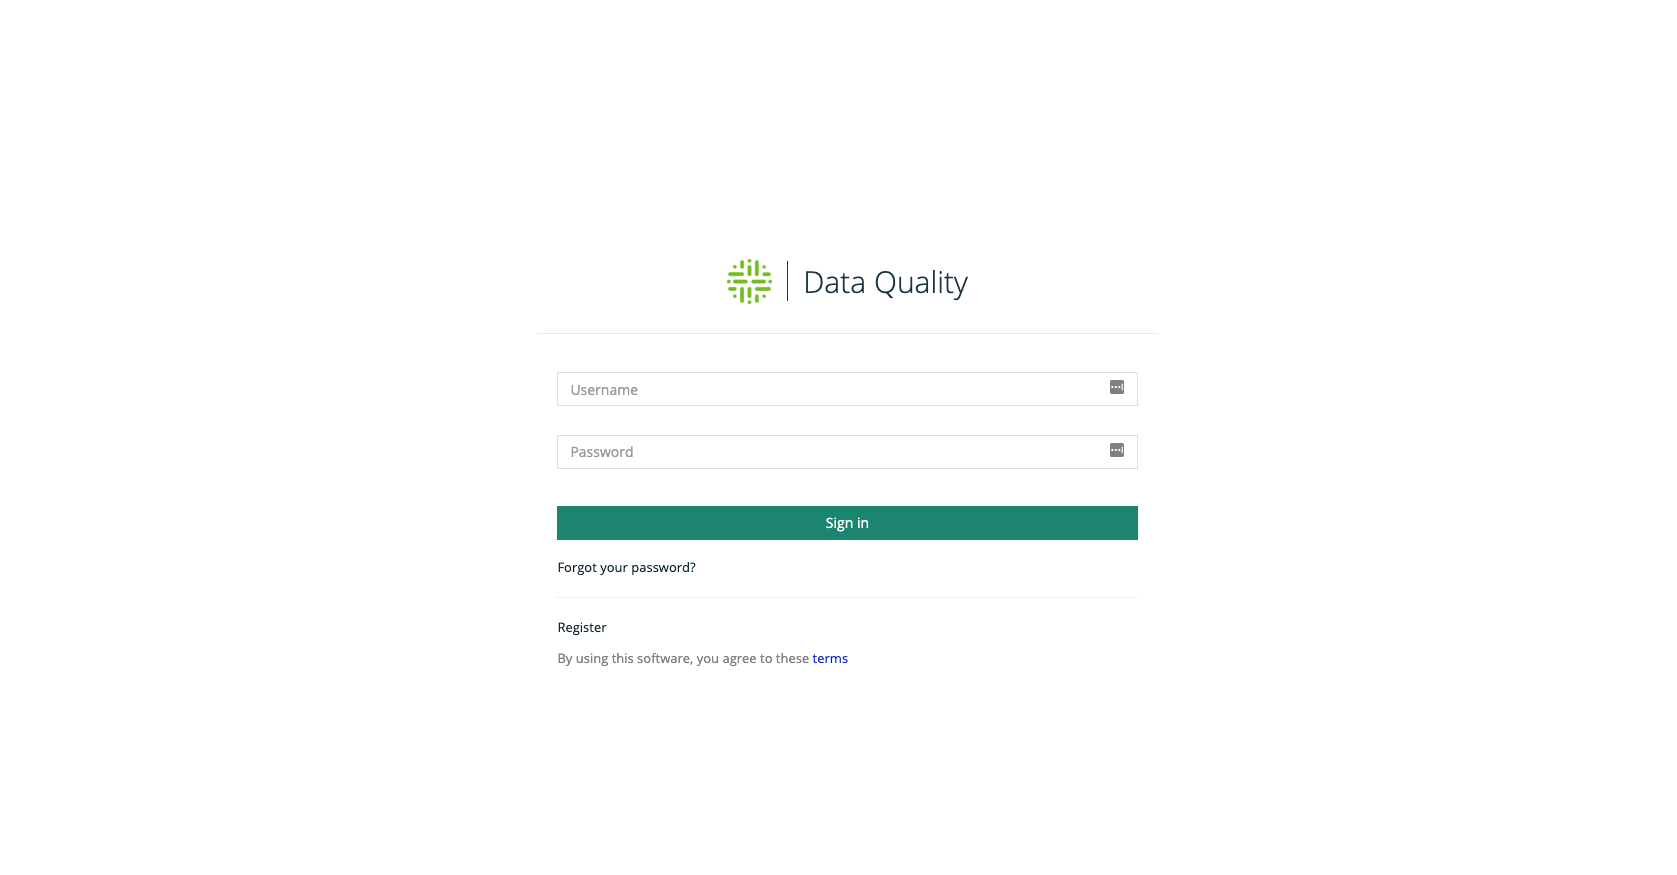 Data Quality
Username
Password
Sign in
Forgot your password?
Register
By using this software, you agree to these terms